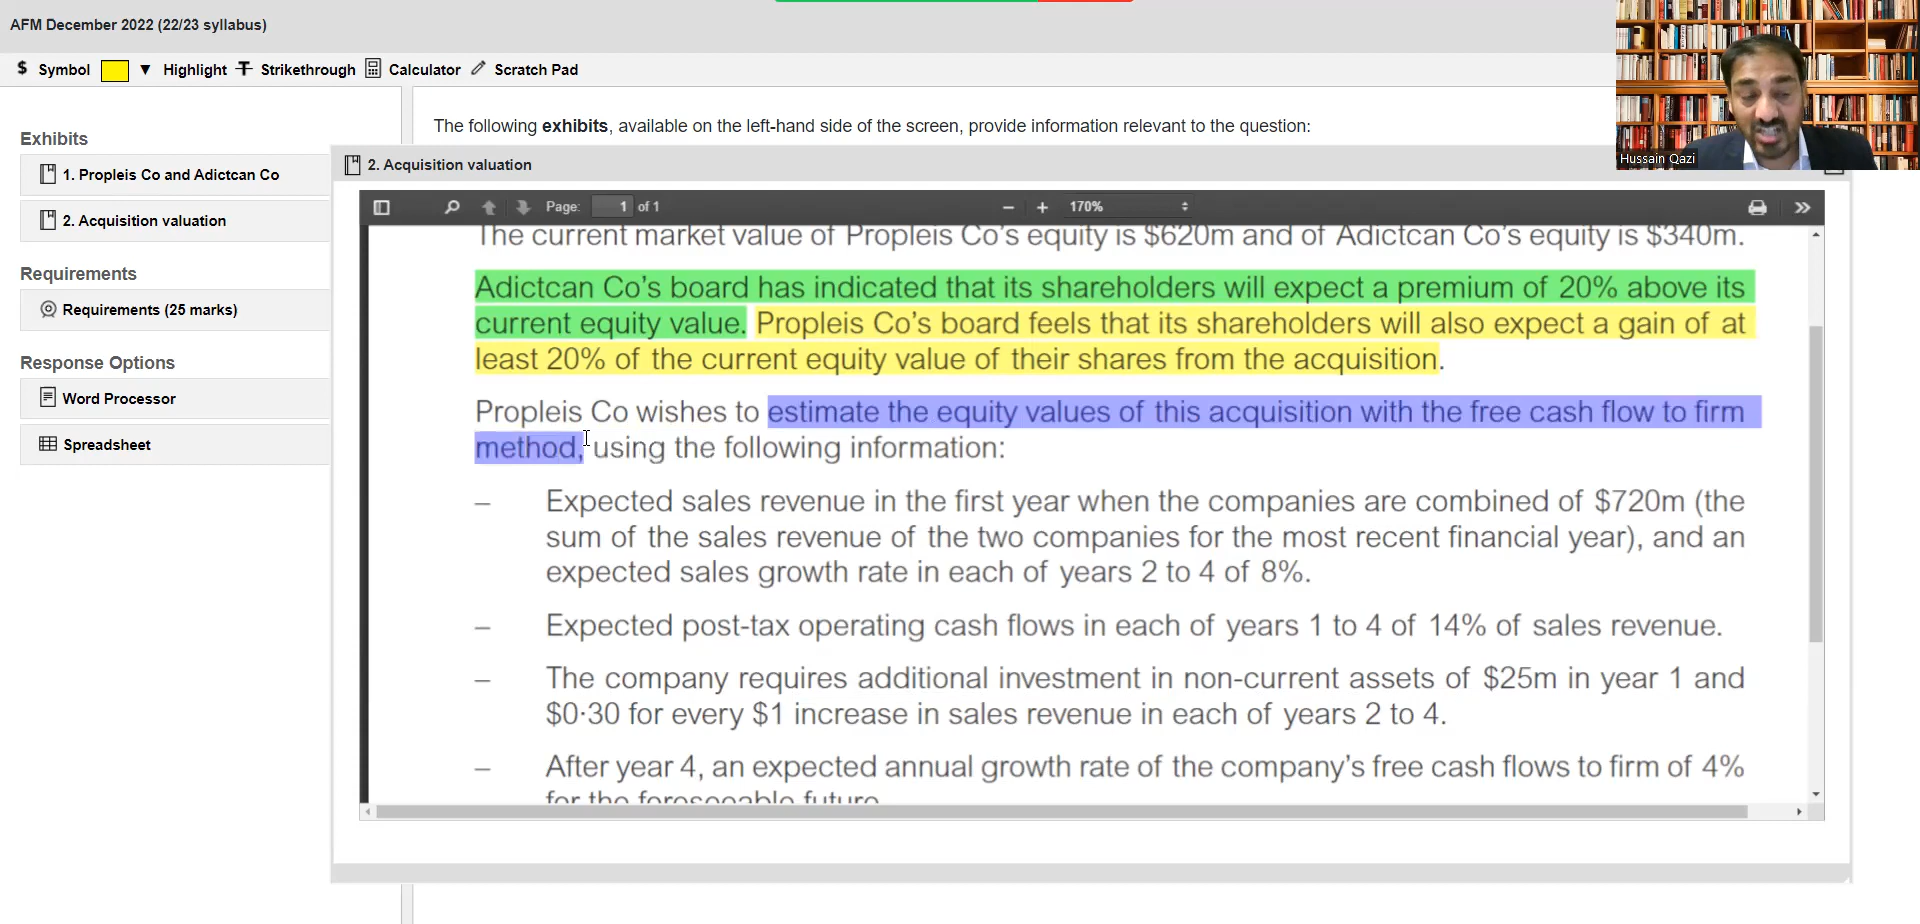 AFM December 2022 (22/23 syllabus)
$ Symbol ▼ Highlight T Strikethrough Calculator Scratch Pad
Hussain Qazi
Exhibits
1. Propleis Co and Adictcan Co
2. Acquisition valuation
Requirements
Requirements (25 marks)
Response Options
Word Processor
Spreadsheet
The following exhibits, available on the left-hand side of the screen, provide information relevant to the question:
2. Acquisition valuation
Page: 1 of 1
170%
The current market value of Propleis Co's equity is $620m and of Adictcan Co's equity is $340m.
Adictcan Co's board has indicated that its shareholders will expect a premium of 20% above its
current equity value. Propleis Co's board feels that its shareholders will also expect a gain of at
least 20% of the current equity value of their shares from the acquisition.
Propleis Co wishes to estimate the equity values of this acquisition with the free cash flow to firm
method, using the following information:
– Expected sales revenue in the first year when the companies are combined of $720m (the
sum of the sales revenue of the two companies for the most recent financial year), and an
expected sales growth rate in each of years 2 to 4 of 8%.
– Expected post-tax operating cash flows in each of years 1 to 4 of 14% of sales revenue.
– The company requires additional investment in non-current assets of $25m in year 1 and
$0·30 for every $1 increase in sales revenue in each of years 2 to 4.
– After year 4, an expected annual growth rate of the company's free cash flows to firm of 4%
for the foreseeable future